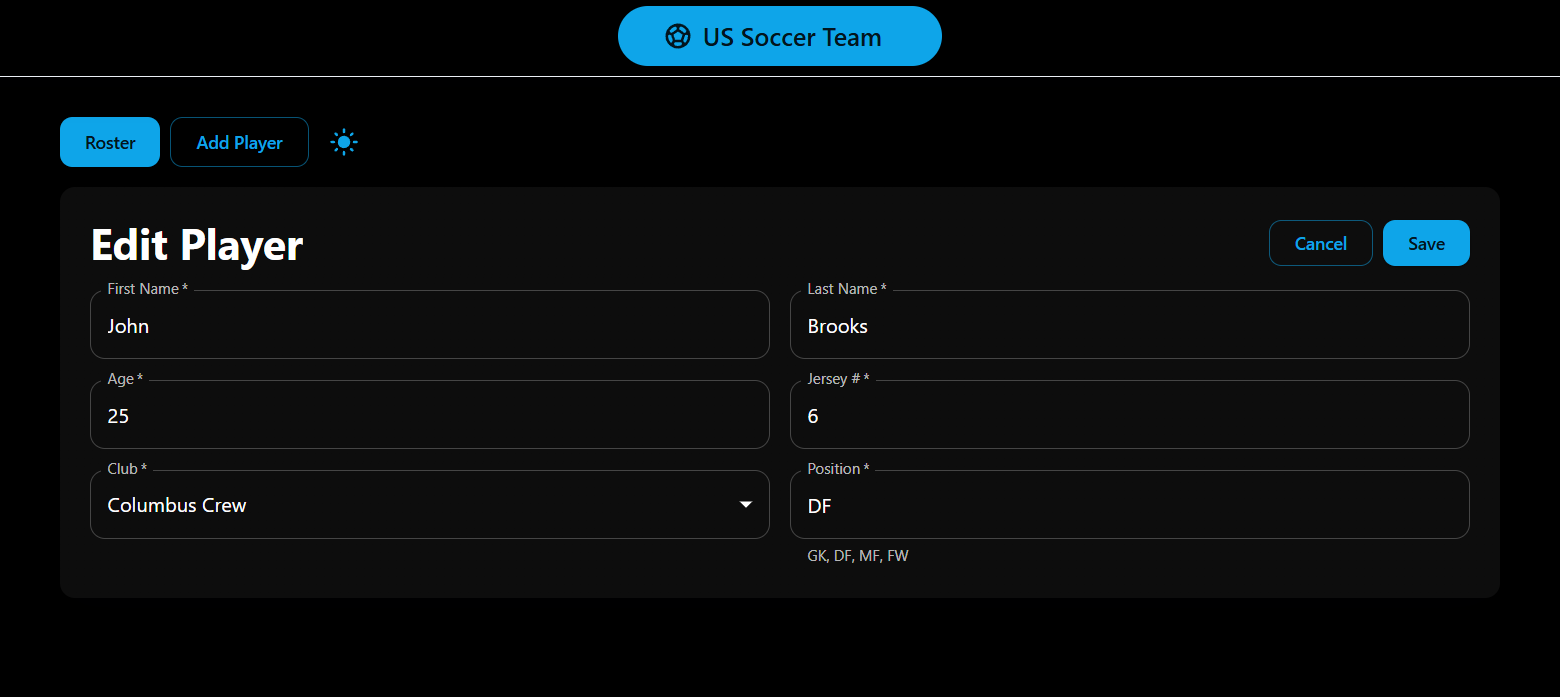 US Soccer Team
Roster Add Player
Edit Player Cancel Save
First Name * Last Name *
John Brooks
Age * Jersey # *
25 6
Club * Position *
Columbus Crew DF
GK, DF, MF, FW